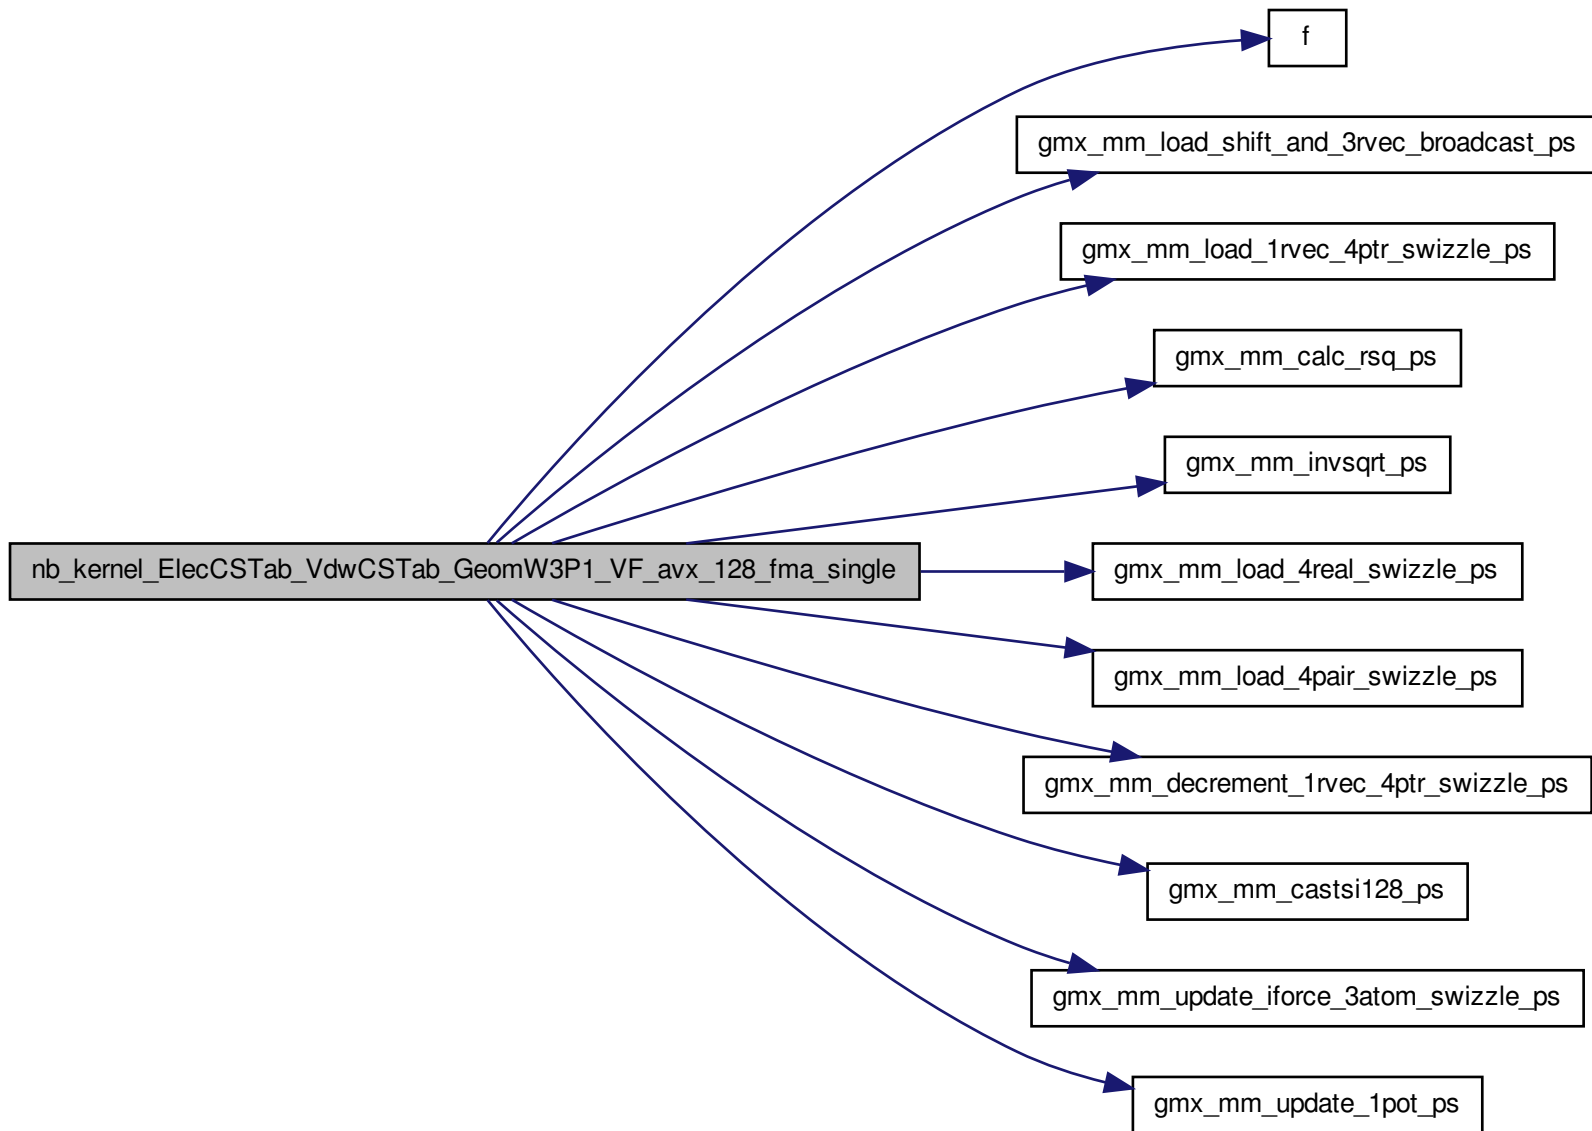 f
gmx_mm_load_shift_and_3rvec_broadcast_ps
gmx_mm_load_1rvec_4ptr_swizzle_ps
gmx_mm_calc_rsq_ps
gmx_mm_invsqrt_ps
nb_kernel_ElecCSTab_VdwCSTab_GeomW3P1_VF_avx_128_fma_single
gmx_mm_load_4real_swizzle_ps
gmx_mm_load_4pair_swizzle_ps
gmx_mm_decrement_1rvec_4ptr_swizzle_ps
gmx_mm_castsi128_ps
gmx_mm_update_iforce_3atom_swizzle_ps
gmx_mm_update_1pot_ps